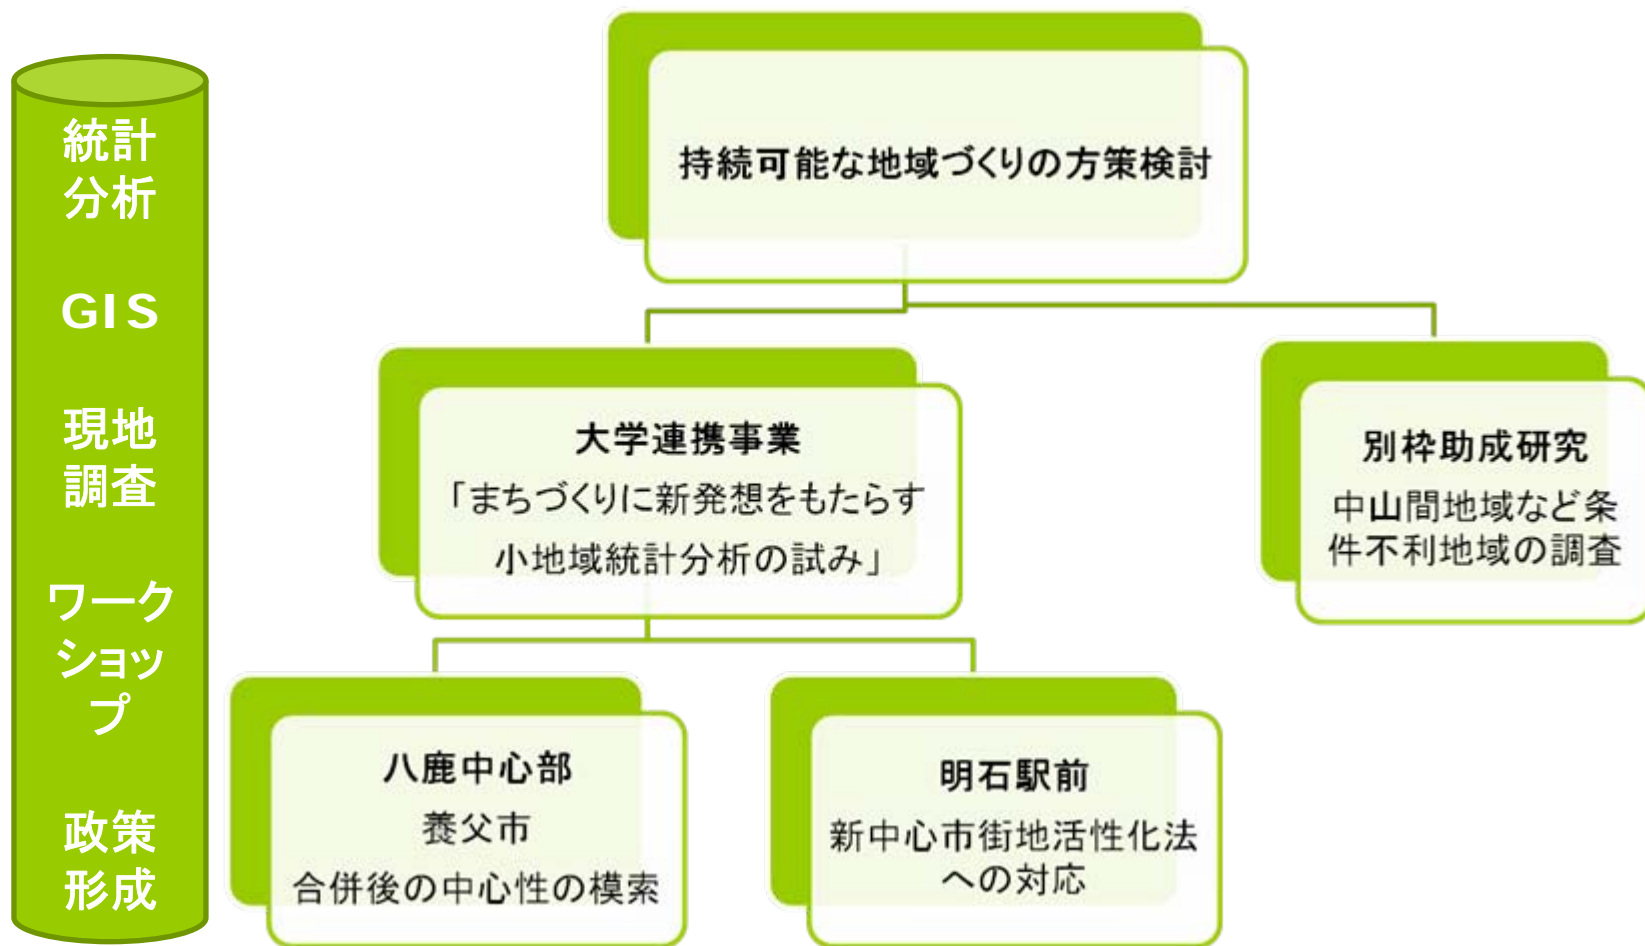 統計
分析
GIS
現地
調査
ワーク
ショッ
プ
政策
形成
持続可能な地域づくりの方策検討
大学連携事業
「まちづくりに新発想をもたらす
小地域統計分析の試み」
別枠助成研究
中山間地域など条
件不利地域の調査
八鹿中心部
養父市
合併後の中心性の模索
明石駅前
新中心市街地活性化法
への対応